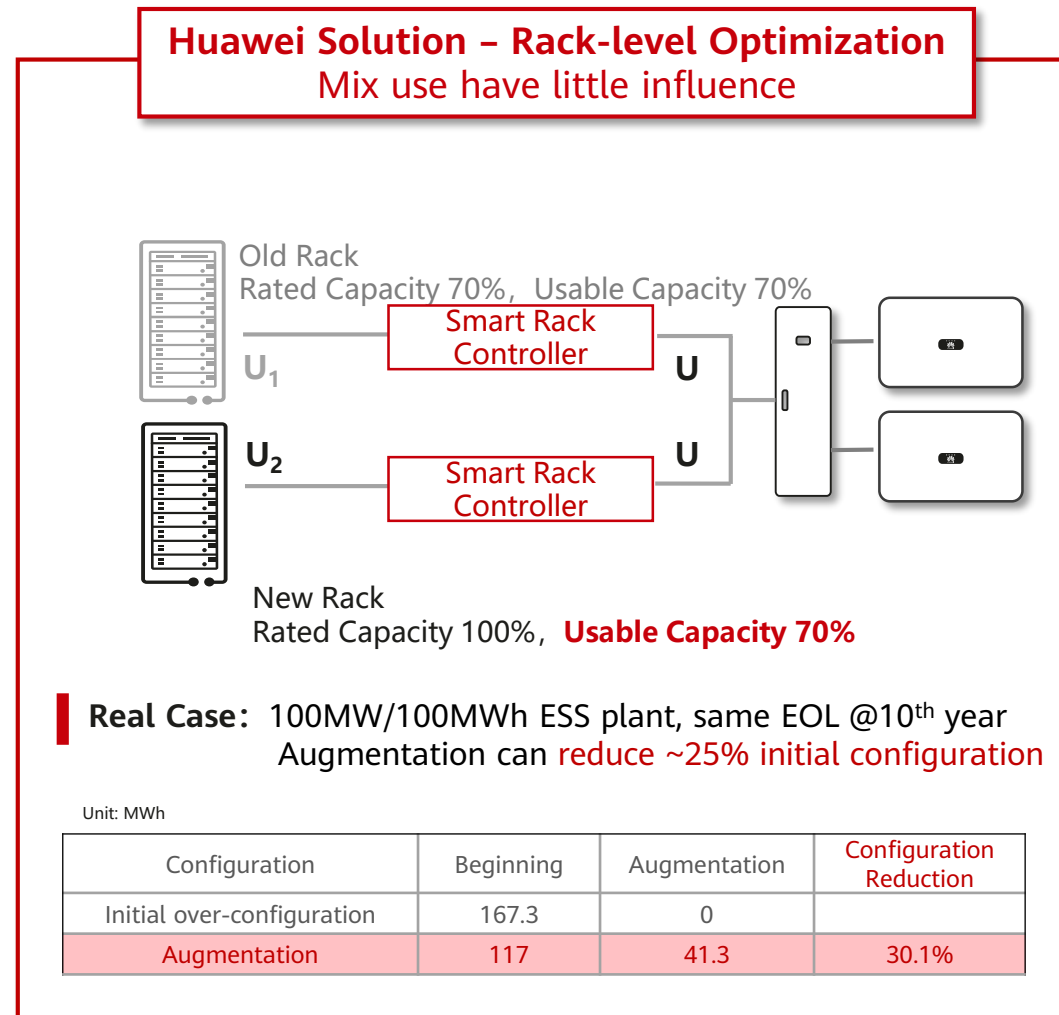 Huawei Solution – Rack-level Optimization
Mix use have little influence
Old Rack
Rated Capacity 70%, Usable Capacity 70%
Smart Rack
Controller
U₁
U
U₂
Smart Rack
Controller
U
New Rack
Rated Capacity 100%, Usable Capacity 70%
Real Case: 100MW/100MWh ESS plant, same EOL @10th year
Augmentation can reduce ~25% initial configuration
Unit: MWh
Configuration Beginning Augmentation Configuration Reduction
Initial over-configuration 167.3 0
Augmentation 117 41.3 30.1%